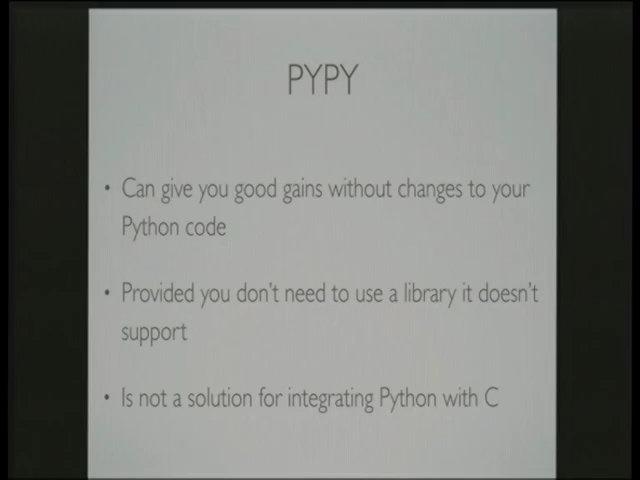 PYPY
• Can give you good gains without changes to your
Python code
• Provided you don't need to use a library it doesn't
support
• Is not a solution for integrating Python with C